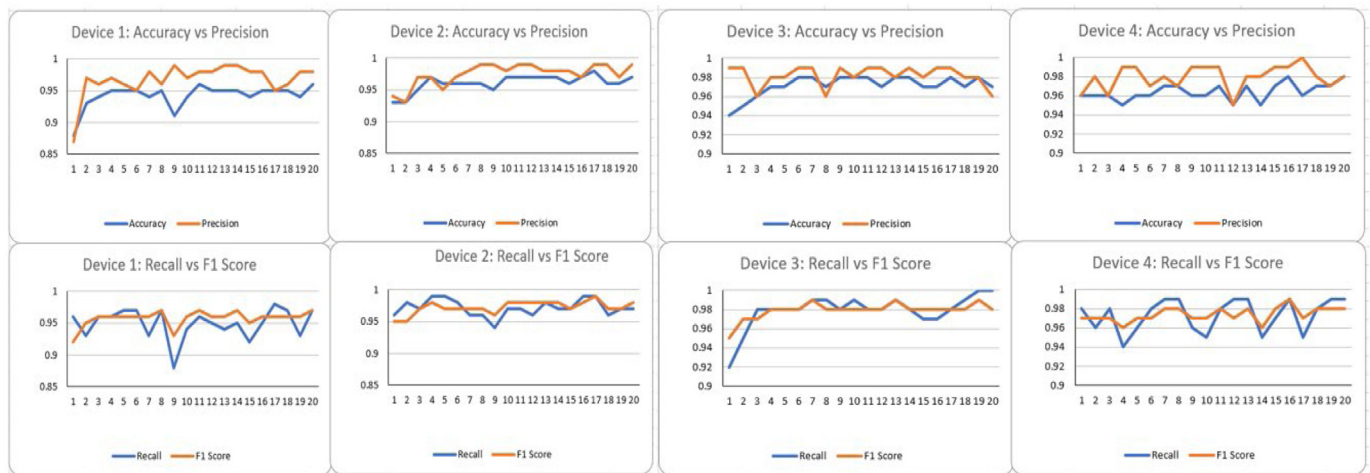 Device 1: Accuracy vs Precision
1
0.95
0.9
0.85
1 2 3 4 5 6 7 8 9 10 11 12 13 14 15 16 17 18 19 20
Accuracy Precision
Device 2: Accuracy vs Precision
1
0.95
0.9
0.85
1 2 3 4 5 6 7 8 9 10 11 12 13 14 15 16 17 18 19 20
Accuracy Precision
Device 3: Accuracy vs Precision
1
0.98
0.96
0.94
0.92
0.9
1 2 3 4 5 6 7 8 9 10 11 12 13 14 15 16 17 18 19 20
Accuracy Precision
Device 4: Accuracy vs Precision
1
0.98
0.96
0.94
0.92
0.9
1 2 3 4 5 6 7 8 9 10 11 12 13 14 15 16 17 18 19 20
Accuracy Precision
Device 1: Recall vs F1 Score
1
0.95
0.9
0.85
1 2 3 4 5 6 7 8 9 10 11 12 13 14 15 16 17 18 19 20
Recall F1 Score
Device 2: Recall vs F1 Score
1
0.95
0.9
0.85
1 2 3 4 5 6 7 8 9 10 11 12 13 14 15 16 17 18 19 20
Recall F1 Score
Device 3: Recall vs F1 Score
1
0.98
0.96
0.94
0.92
0.9
1 2 3 4 5 6 7 8 9 10 11 12 13 14 15 16 17 18 19 20
Recall F1 Score
Device 4: Recall vs F1 Score
1
0.98
0.96
0.94
0.92
0.9
1 2 3 4 5 6 7 8 9 10 11 12 13 14 15 16 17 18 19 20
Recall F1 Score